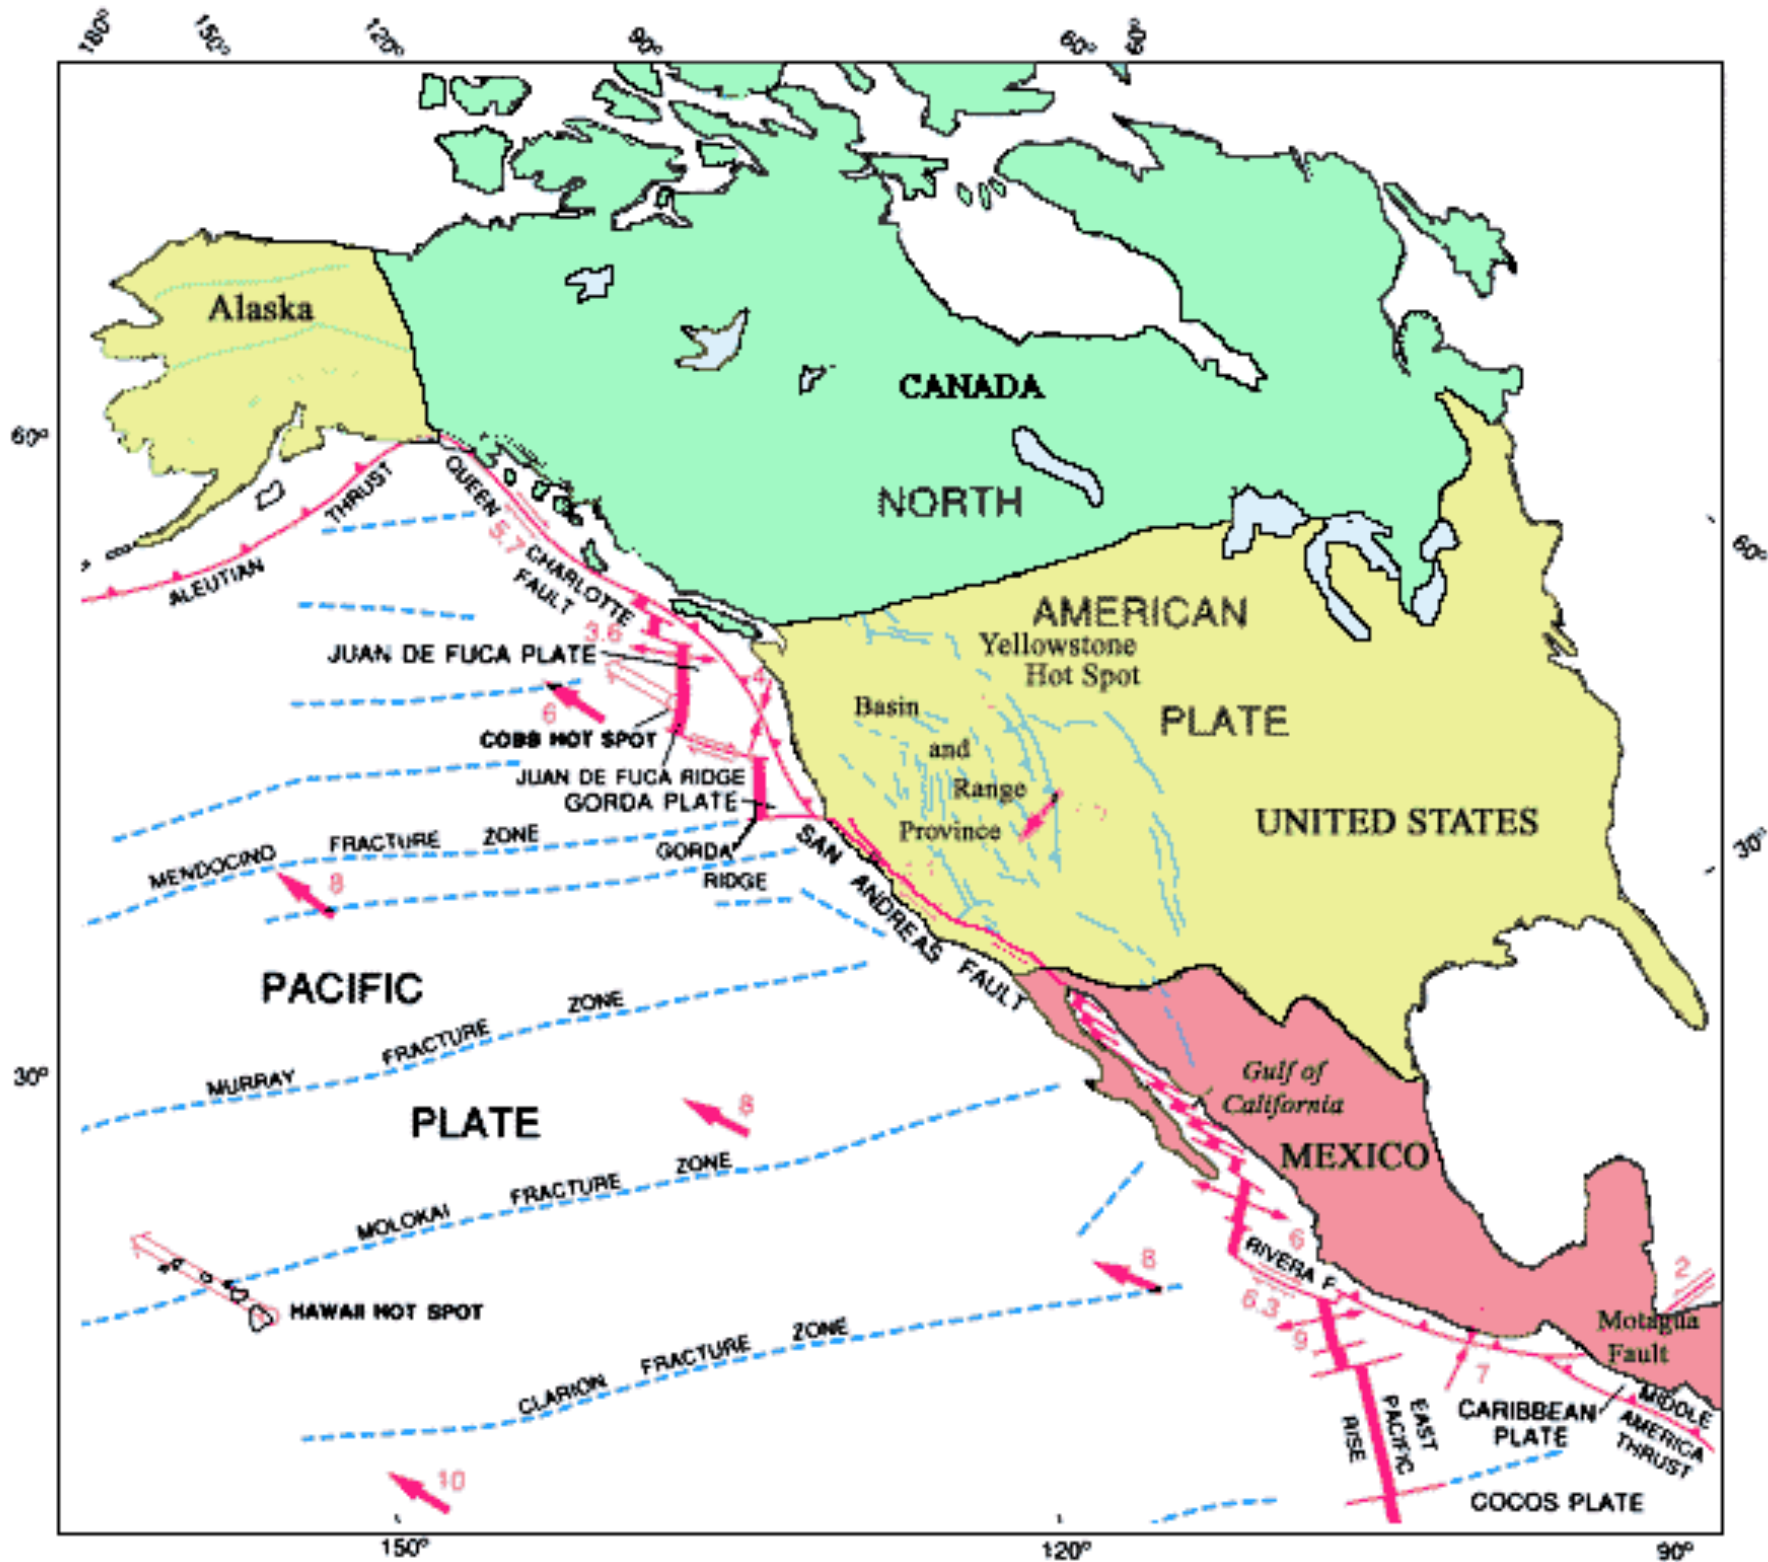 180° 150° 120° 90° 60° 60°
Alaska
CANADA
60°
NORTH
QUEEN
CHARLOTTE
FAULT
5.7
THRUST
ALEUTIAN
60°
AMERICAN
PLATE
Yellowstone
Hot Spot
3.6
JUAN DE FUCA PLATE
4
6
COBB HOT SPOT
JUAN DE FUCA RIDGE
GORDA PLATE
Basin
and
Range
Province
UNITED STATES
30°
MENDOCINO FRACTURE ZONE
GORDA
RIDGE
8
SAN ANDREAS FAULT
PACIFIC
PLATE
MURRAY FRACTURE ZONE
30°
Gulf of
California
MEXICO
8
MOLOKAI FRACTURE ZONE
HAWAII HOT SPOT
6
RIVERA F.
6.3
8
9
2
Motagua
Fault
7
CLARION FRACTURE ZONE
EAST
PACIFIC
RISE
CARIBBEAN
PLATE
MIDDLE
AMERICA
THRUST
10
COCOS PLATE
150° 120° 90°